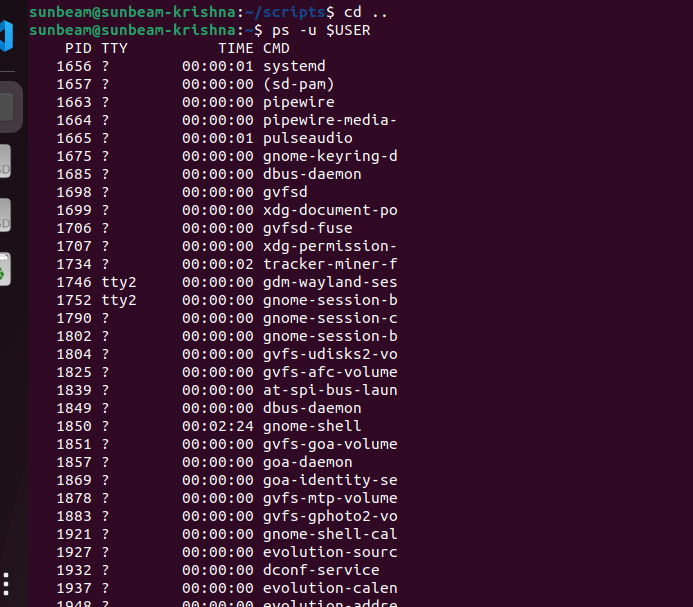 sunbeam@sunbeam-krishna:~/scripts$ cd ..
sunbeam@sunbeam-krishna:~$ ps -u $USER
PID TTY TIME CMD
1656 ? 00:00:01 systemd
1657 ? 00:00:00 (sd-pam)
1663 ? 00:00:00 pipewire
1664 ? 00:00:00 pipewire-media-
1665 ? 00:00:01 pulseaudio
1675 ? 00:00:00 gnome-keyring-d
1685 ? 00:00:00 dbus-daemon
1698 ? 00:00:00 gvfsd
1699 ? 00:00:00 xdg-document-po
1706 ? 00:00:00 gvfsd-fuse
1707 ? 00:00:00 xdg-permission-
1734 ? 00:00:02 tracker-miner-f
1746 tty2 00:00:00 gdm-wayland-ses
1752 tty2 00:00:00 gnome-session-b
1790 ? 00:00:00 gnome-session-c
1802 ? 00:00:00 gnome-session-b
1804 ? 00:00:00 gvfs-udisks2-vo
1825 ? 00:00:00 gvfs-afc-volume
1839 ? 00:00:00 at-spi-bus-laun
1849 ? 00:00:00 dbus-daemon
1850 ? 00:02:24 gnome-shell
1851 ? 00:00:00 gvfs-goa-volume
1857 ? 00:00:00 goa-daemon
1869 ? 00:00:00 goa-identity-se
1878 ? 00:00:00 gvfs-mtp-volume
1883 ? 00:00:00 gvfs-gphoto2-vo
1921 ? 00:00:00 gnome-shell-cal
1927 ? 00:00:00 evolution-sourc
1932 ? 00:00:00 dconf-service
1937 ? 00:00:00 evolution-calen
1948 ? 00:00:00 evolution-addre